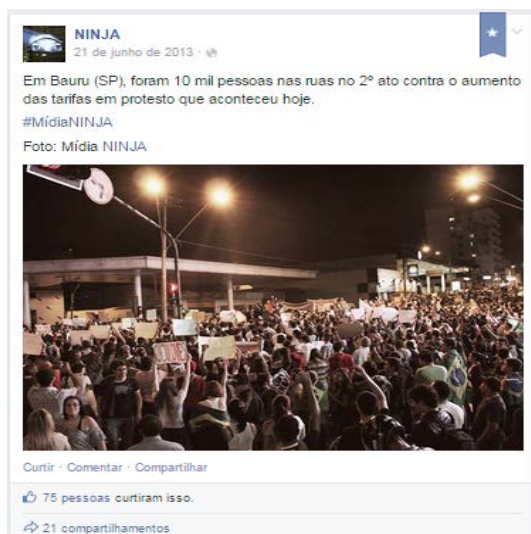 NINJA
21 de junho de 2013 ·
Em Bauru (SP), foram 10 mil pessoas nas ruas no 2º ato contra o aumento
das tarifas em protesto que aconteceu hoje.
#MídiaNINJA
Foto: Mídia NINJA
Curtir · Comentar · Compartilhar
75 pessoas curtiram isso.
21 compartilhamentos